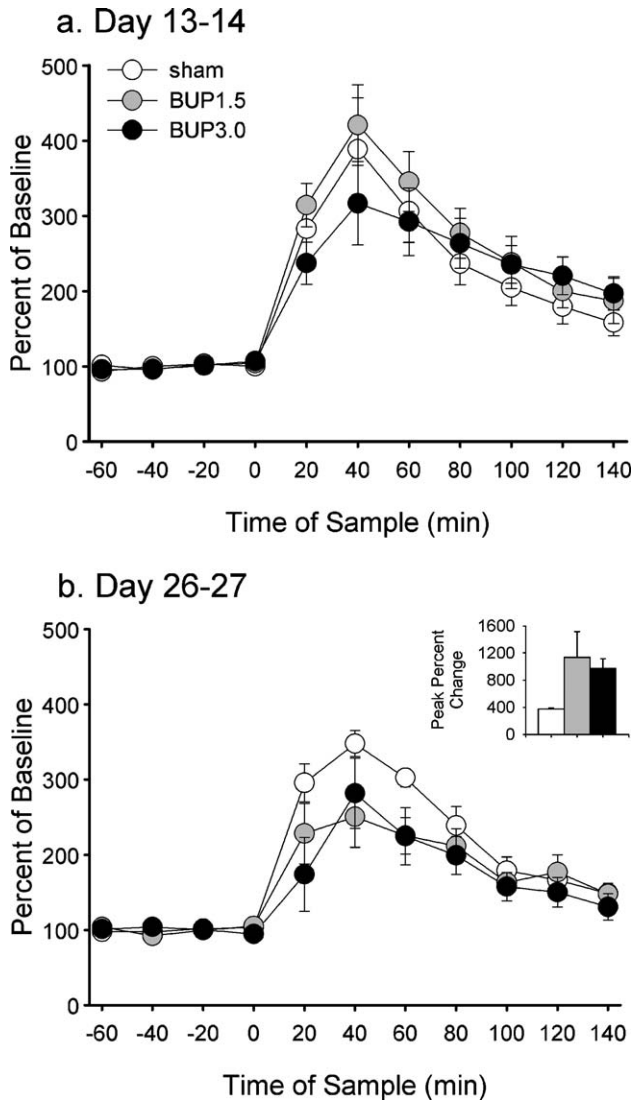 a. Day 13-14
500
400
300
200
100
0
sham
BUP1.5
BUP3.0
Percent of Baseline
-60 -40 -20 0 20 40 60 80 100 120 140
Time of Sample (min)
b. Day 26-27
500
400
300
200
100
0
Percent of Baseline
1600
1200
800
400
0
Peak Percent
Change
-60 -40 -20 0 20 40 60 80 100 120 140
Time of Sample (min)